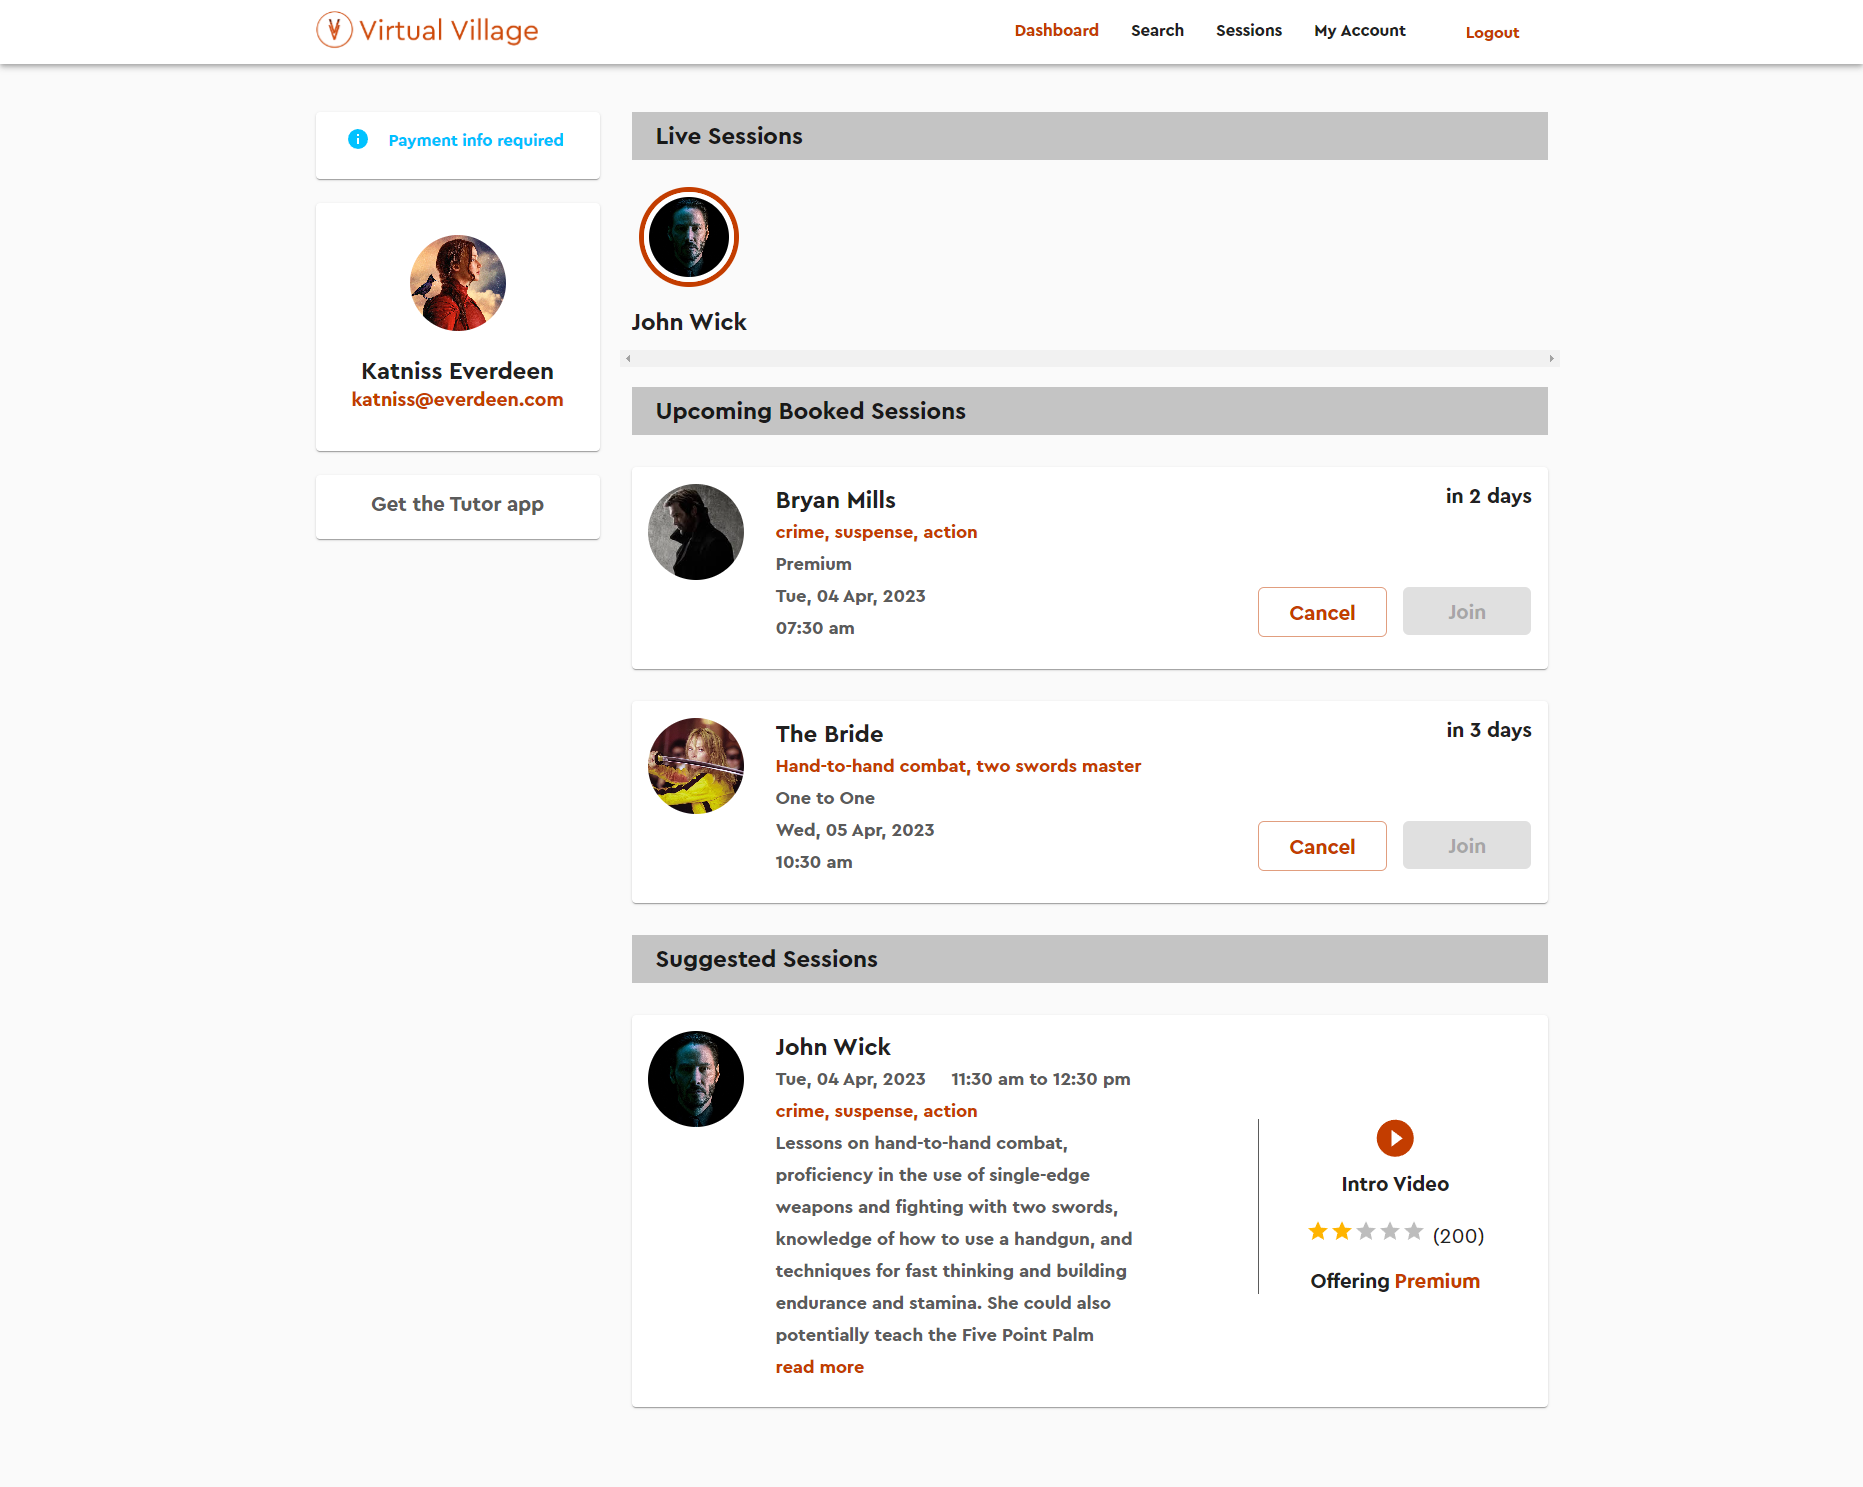 Virtual Village
Dashboard Search Sessions My Account Logout
Payment info required
Katniss Everdeen
katniss@everdeen.com
Get the Tutor app
Live Sessions
John Wick
Upcoming Booked Sessions
Bryan Mills
in 2 days
crime, suspense, action
Premium
Tue, 04 Apr, 2023
07:30 am
Cancel Join
The Bride
in 3 days
Hand-to-hand combat, two swords master
One to One
Wed, 05 Apr, 2023
10:30 am
Cancel Join
Suggested Sessions
John Wick
Tue, 04 Apr, 2023 11:30 am to 12:30 pm
crime, suspense, action
Lessons on hand-to-hand combat,
proficiency in the use of single-edge
weapons and fighting with two swords,
knowledge of how to use a handgun, and
techniques for fast thinking and building
endurance and stamina. She could also
potentially teach the Five Point Palm
read more
Intro Video
(200)
Offering Premium